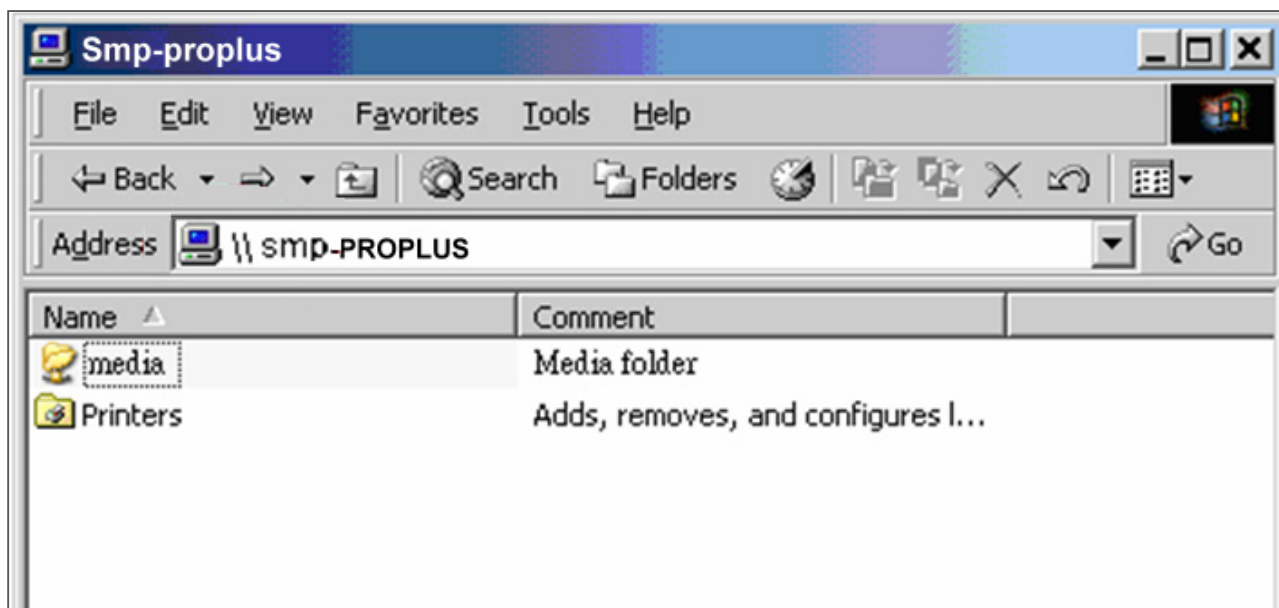 Smp-proplus
File Edit View Favorites Tools Help
Back Search Folders
Address \\ smp-PROPLUS Go
Name Comment
media Media folder
Printers Adds, removes, and configures l...